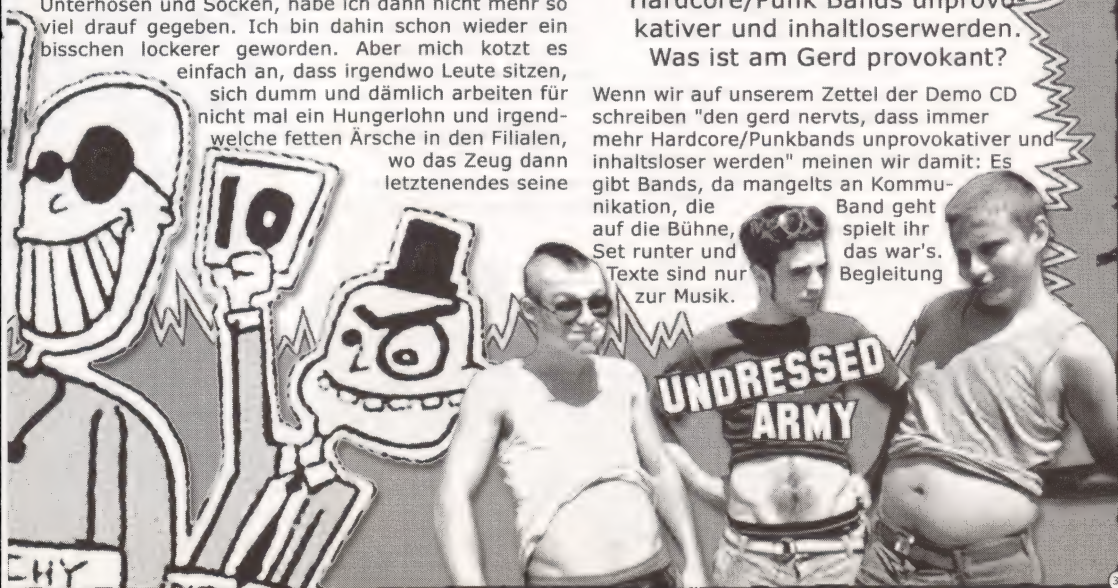 Unterhosen und Socken, habe ich dann nicht mehr so
viel drauf gegeben. Ich bin dahin schon wieder ein
bisschen lockerer geworden. Aber mich kotzt es
einfach an, dass irgendwo Leute sitzen,
sich dumm und dämlich arbeiten für
nicht mal ein Hungerlohn und irgend-
welche fetten Ärsche in den Filialen,
wo das Zeug dann
letztenendes seine
Hardcore/Punk Bands unprovo-
kativer und inhaltloserwerden.
Was ist am Gerd provokant?
Wenn wir auf unserem Zettel der Demo CD
schreiben "den gerd nervts, dass immer
mehr Hardcore/Punkbands unprovokativer und
inhaltsloser werden" meinen wir damit: Es
gibt Bands, da mangelts an Kommu-
nikation, die Band geht
auf die Bühne, spielt ihr
Set runter und das war's.
Texte sind nur Begleitung
zur Musik.
10
UNDRESSED
ARMY
CHY